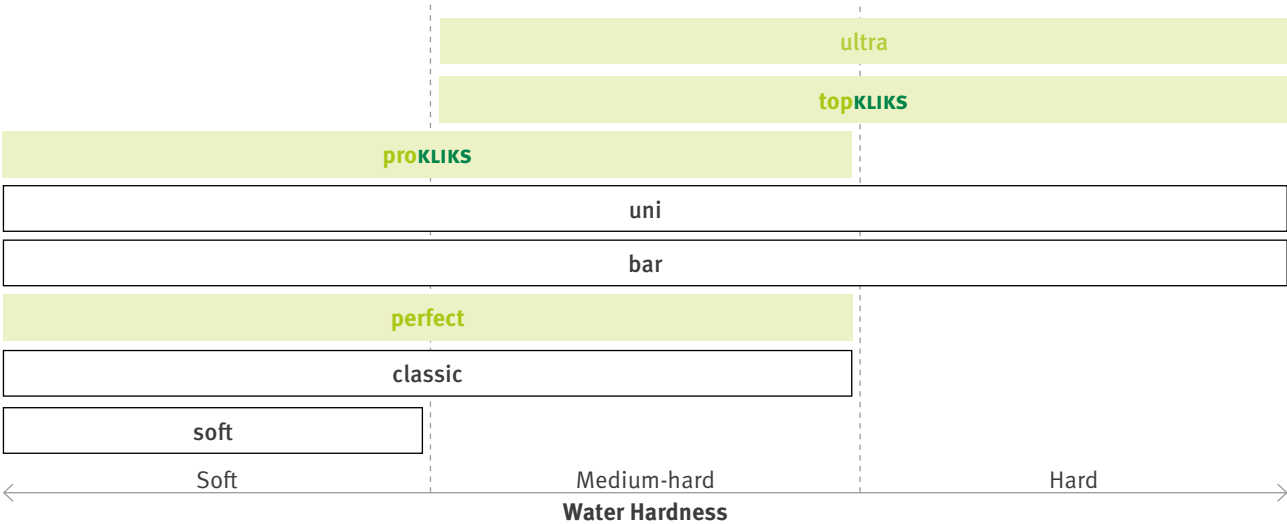 ultra
topKLIKS
proKLIKS
uni
bar
perfect
classic
soft
Soft Medium-hard Hard
Water Hardness